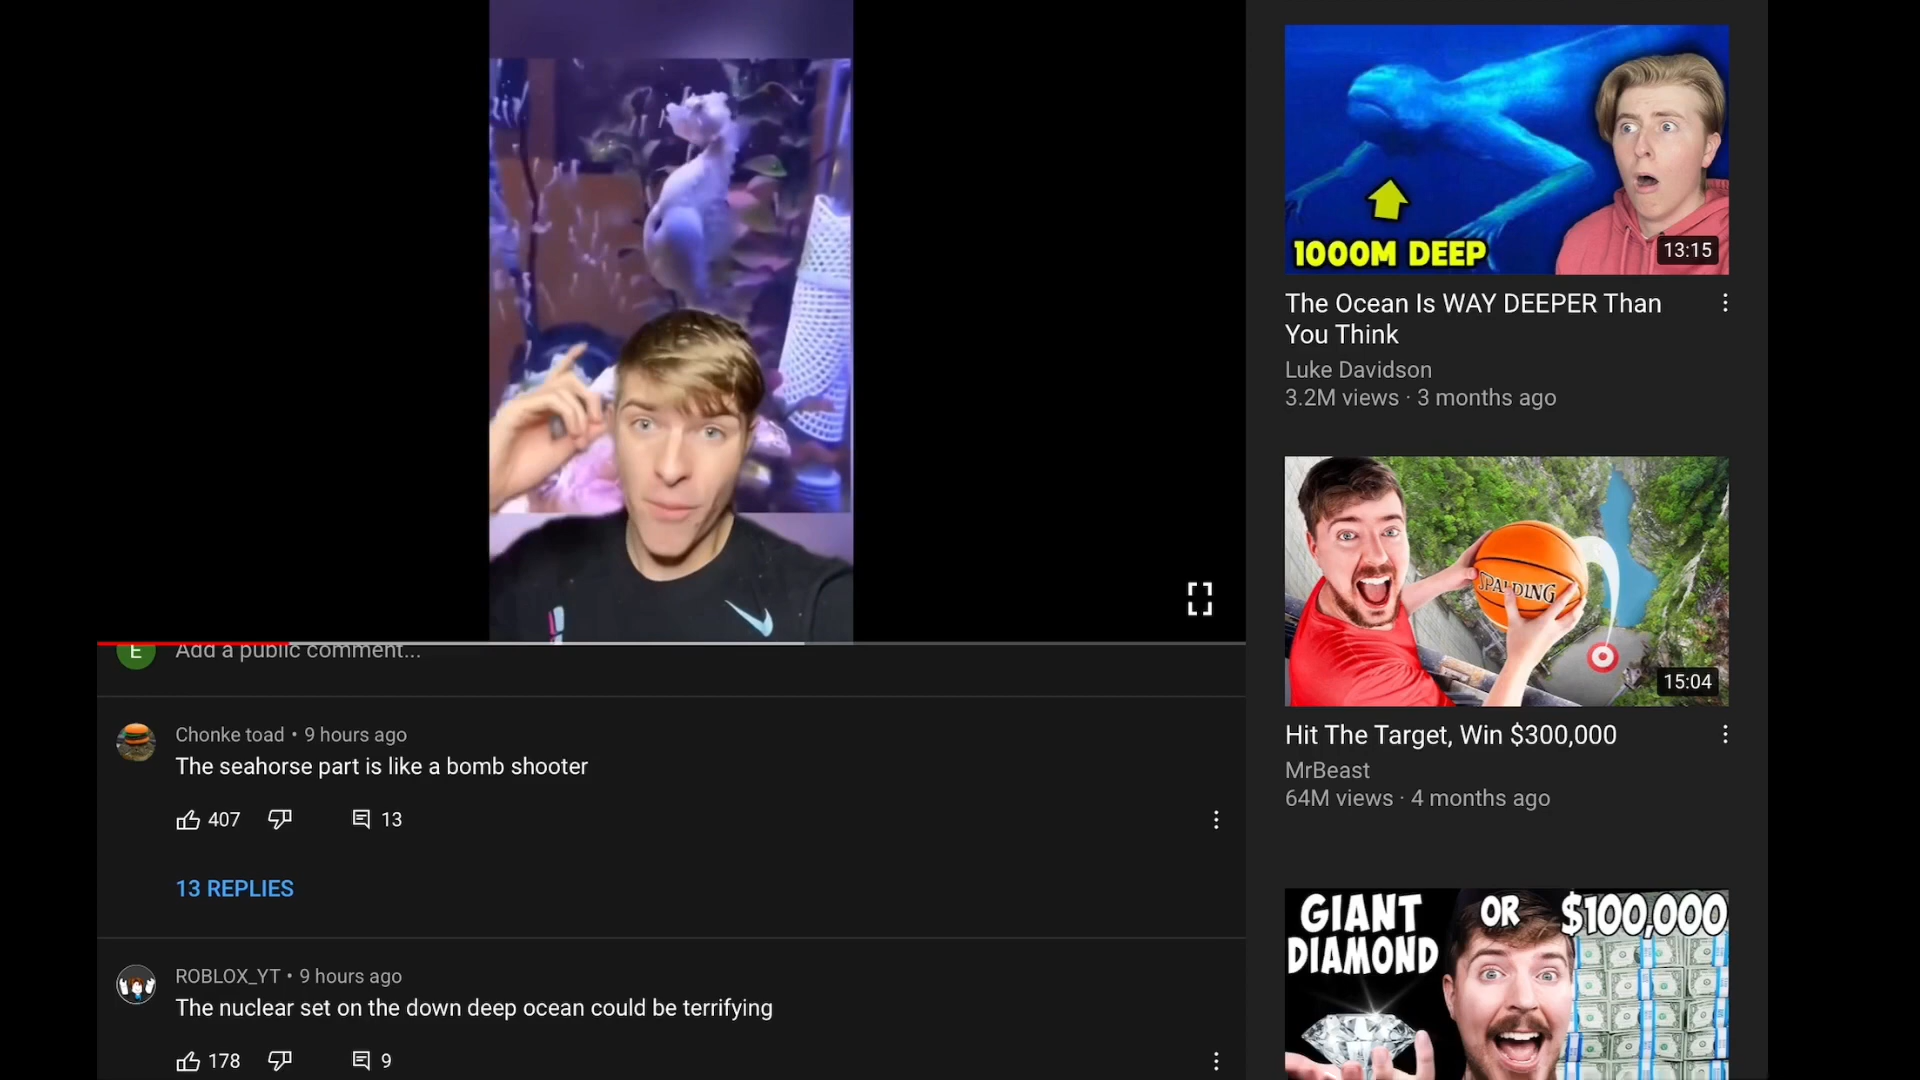 1000M DEEP
13:15
The Ocean Is WAY DEEPER Than
You Think
Luke Davidson
3.2M views · 3 months ago
SPALDING
15:04
Hit The Target, Win $300,000
MrBeast
64M views · 4 months ago
GIANT DIAMOND OR $100,000
E
Add a public comment...
Chonke toad • 9 hours ago
The seahorse part is like a bomb shooter
407
13
13 REPLIES
ROBLOX_YT • 9 hours ago
The nuclear set on the down deep ocean could be terrifying
178
9